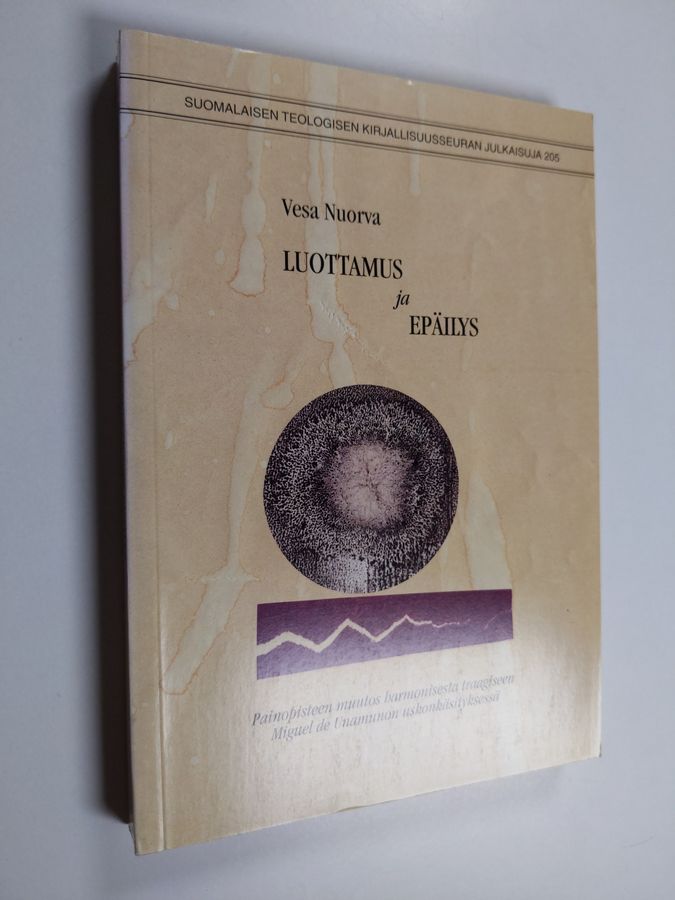 SUOMALAISEN TEOLOGISEN KIRJALLISUUSSEURAN JULKAISUJA 205
Vesa Nuorva
LUOTTAMUS
ja
EPÄILYS
Painopisteen muutos harmonisesta traagiseen
Miguel de Unamunon uskonkäsityksessä